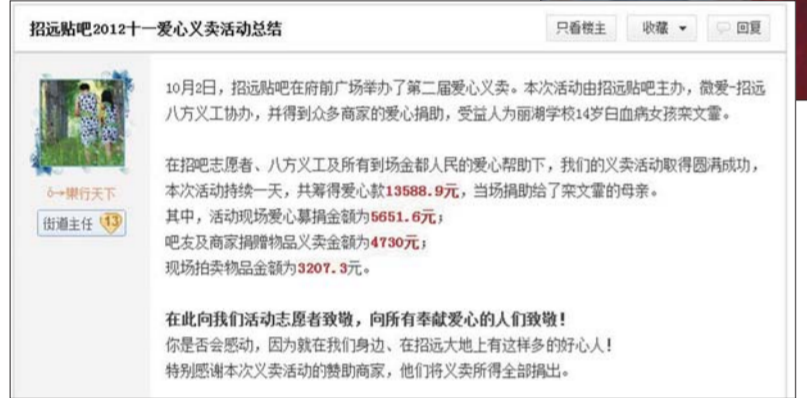 招远贴吧2012十一爱心义卖活动总结
只看楼主 收藏 回复
10月2日，招远贴吧在府前广场举办了第二届爱心义卖。本次活动由招远贴吧主办，微爱-招远
八方义工协办，并得到众多商家的爱心捐助，受益人为丽湖学校14岁白血病女孩栾文霏。
在招吧志愿者、八方义工及所有到场金都人民的爱心帮助下，我们的义卖活动取得圆满成功，
本次活动持续一天，共筹得爱心款13588.9元，当场捐助给了栾文霏的母亲。
其中，活动现场爱心募捐金额为5651.6元；
吧友及商家捐赠物品义卖金额为4730元；
现场拍卖物品金额为3207.3元。
在此向我们活动志愿者致敬，向所有奉献爱心的人们致敬！
你是否会感动，因为就在我们身边、在招远大地上有这样多的好心人！
特别感谢本次义卖活动的赞助商家，他们将义卖所得全部捐出。
行天下
街道主任 13